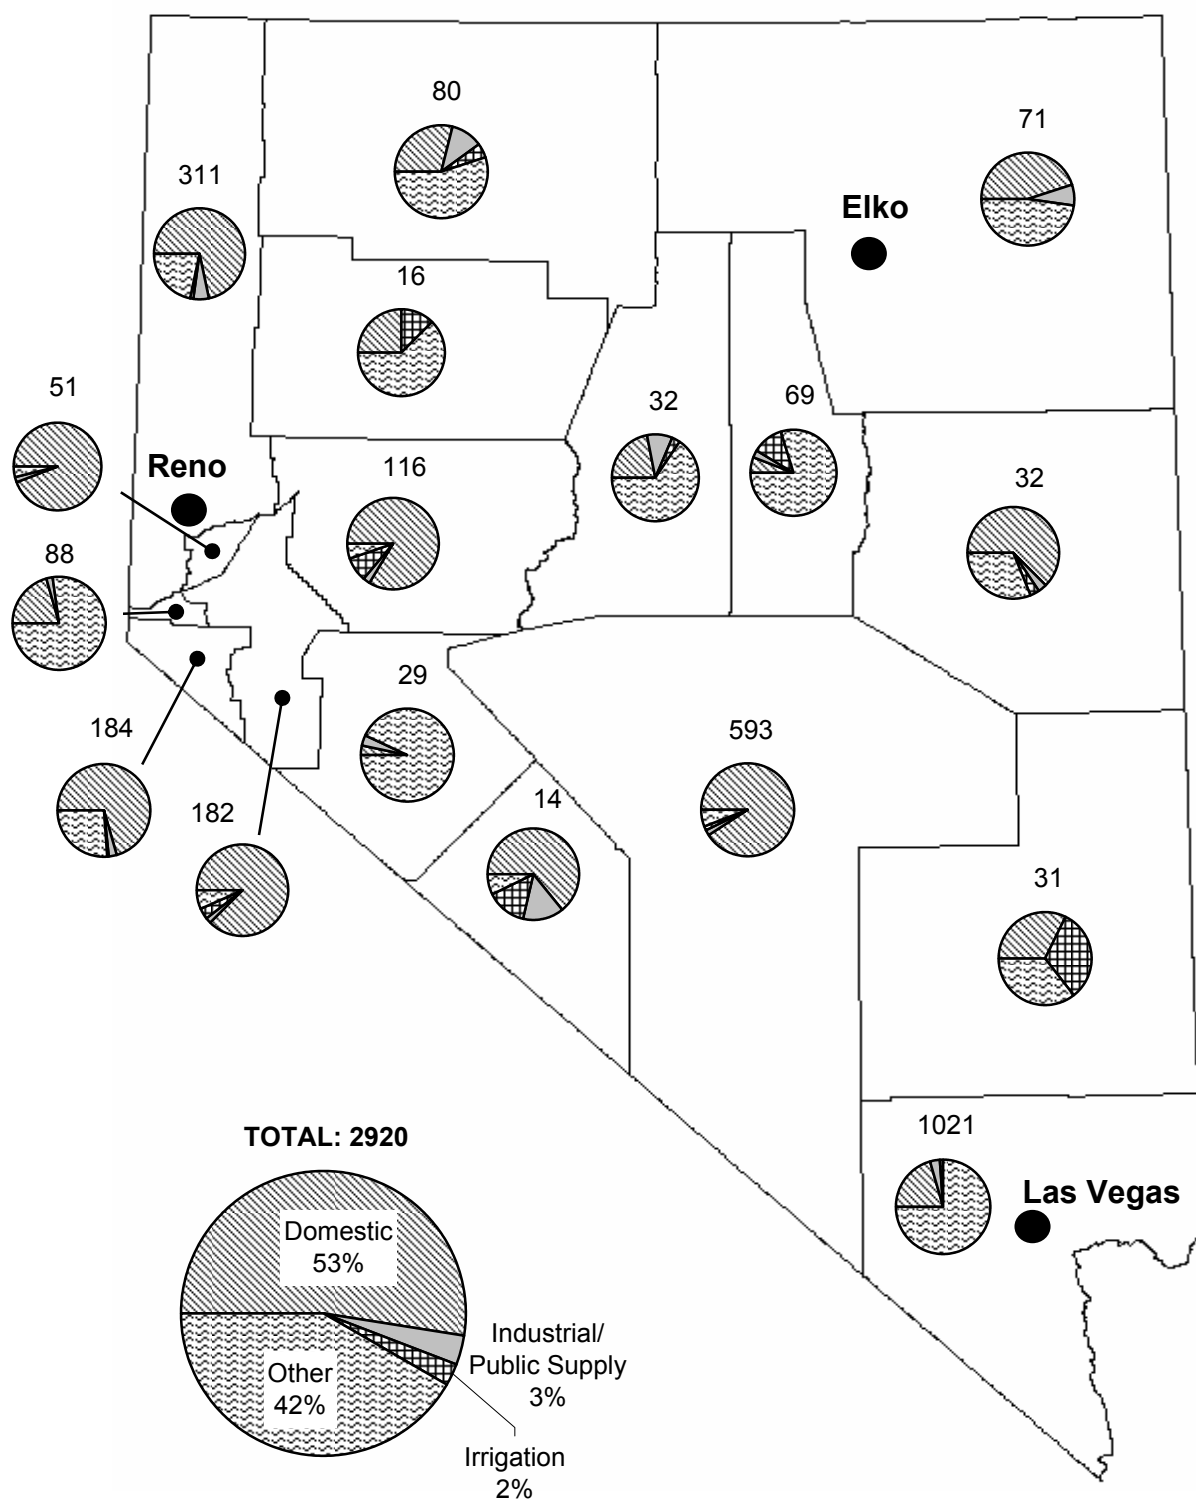 80
71
311
Elko
16
51
32
69
Reno
116
32
88
29
184
593
182
14
31
TOTAL: 2920
1021
Las Vegas
Domestic
53%
Industrial/
Public Supply
3%
Other
42%
Irrigation
2%